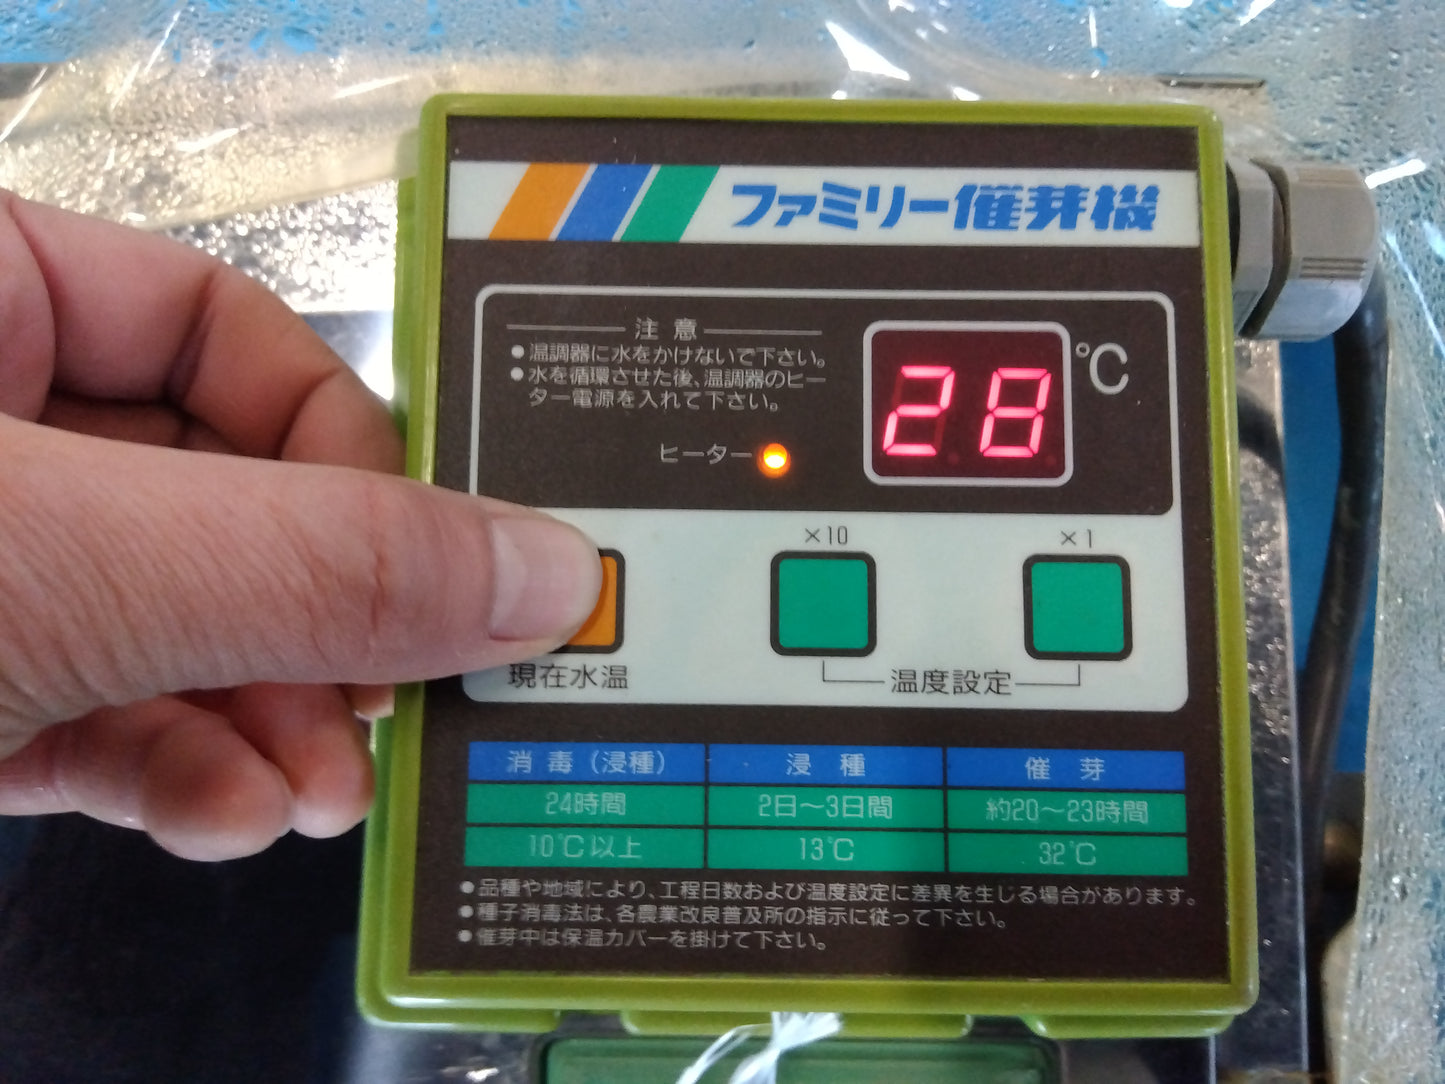 ファミリー催芽機
注意
●温調器に水をかけないで下さい。
●水を循環させた後、温調器のヒー
ター電源を入れて下さい。
ヒーター
28 ℃
×10
×1
現在水温
温度設定
消毒（浸種） 浸種 催芽
24時間 2日〜3日間 約20〜23時間
10℃以上 13℃ 32℃
●品種や地域により、工程日数および温度設定に差異を生じる場合があります。
●種子消毒法は、各農業改良普及所の指示に従って下さい。
●催芽中は保温カバーを掛けて下さい。